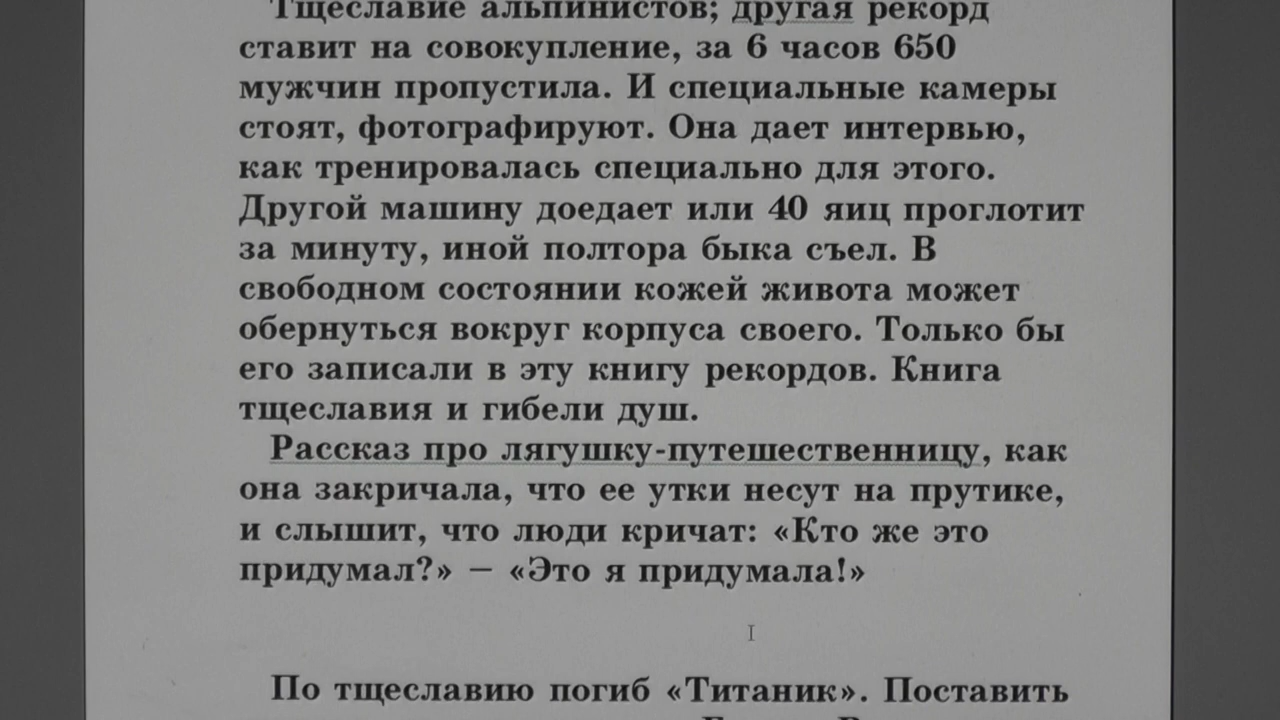 Тщеславие альпинистов; другая рекорд
ставит на совокупление, за 6 часов 650
мужчин пропустила. И специальные камеры
стоят, фотографируют. Она дает интервью,
как тренировалась специально для этого.
Другой машину доедает или 40 яиц проглотит
за минуту, иной полтора быка съел. В
свободном состоянии кожей живота может
обернуться вокруг корпуса своего. Только бы
его записали в эту книгу рекордов. Книга
тщеславия и гибели душ.
Рассказ про лягушку-путешественницу, как
она закричала, что ее утки несут на прутике,
и слышит, что люди кричат: «Кто же это
придумал?» – «Это я придумала!»
По тщеславию погиб «Титаник». Поставить